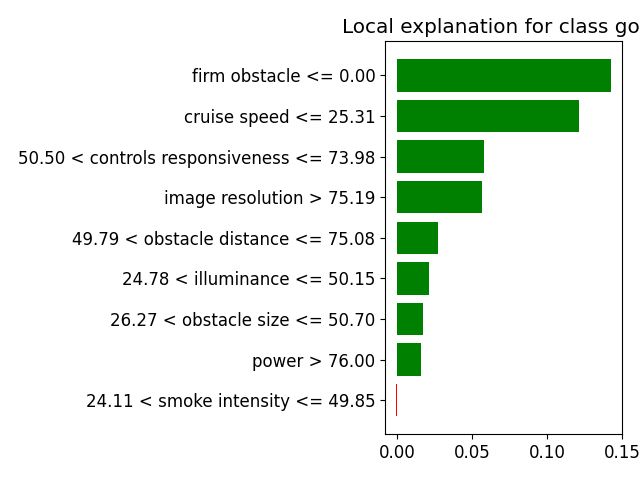 Local explanation for class go
firm obstacle <= 0.00
cruise speed <= 25.31
50.50 < controls responsiveness <= 73.98
image resolution > 75.19
49.79 < obstacle distance <= 75.08
24.78 < illuminance <= 50.15
26.27 < obstacle size <= 50.70
power > 76.00
24.11 < smoke intensity <= 49.85
0.00 0.05 0.10 0.15